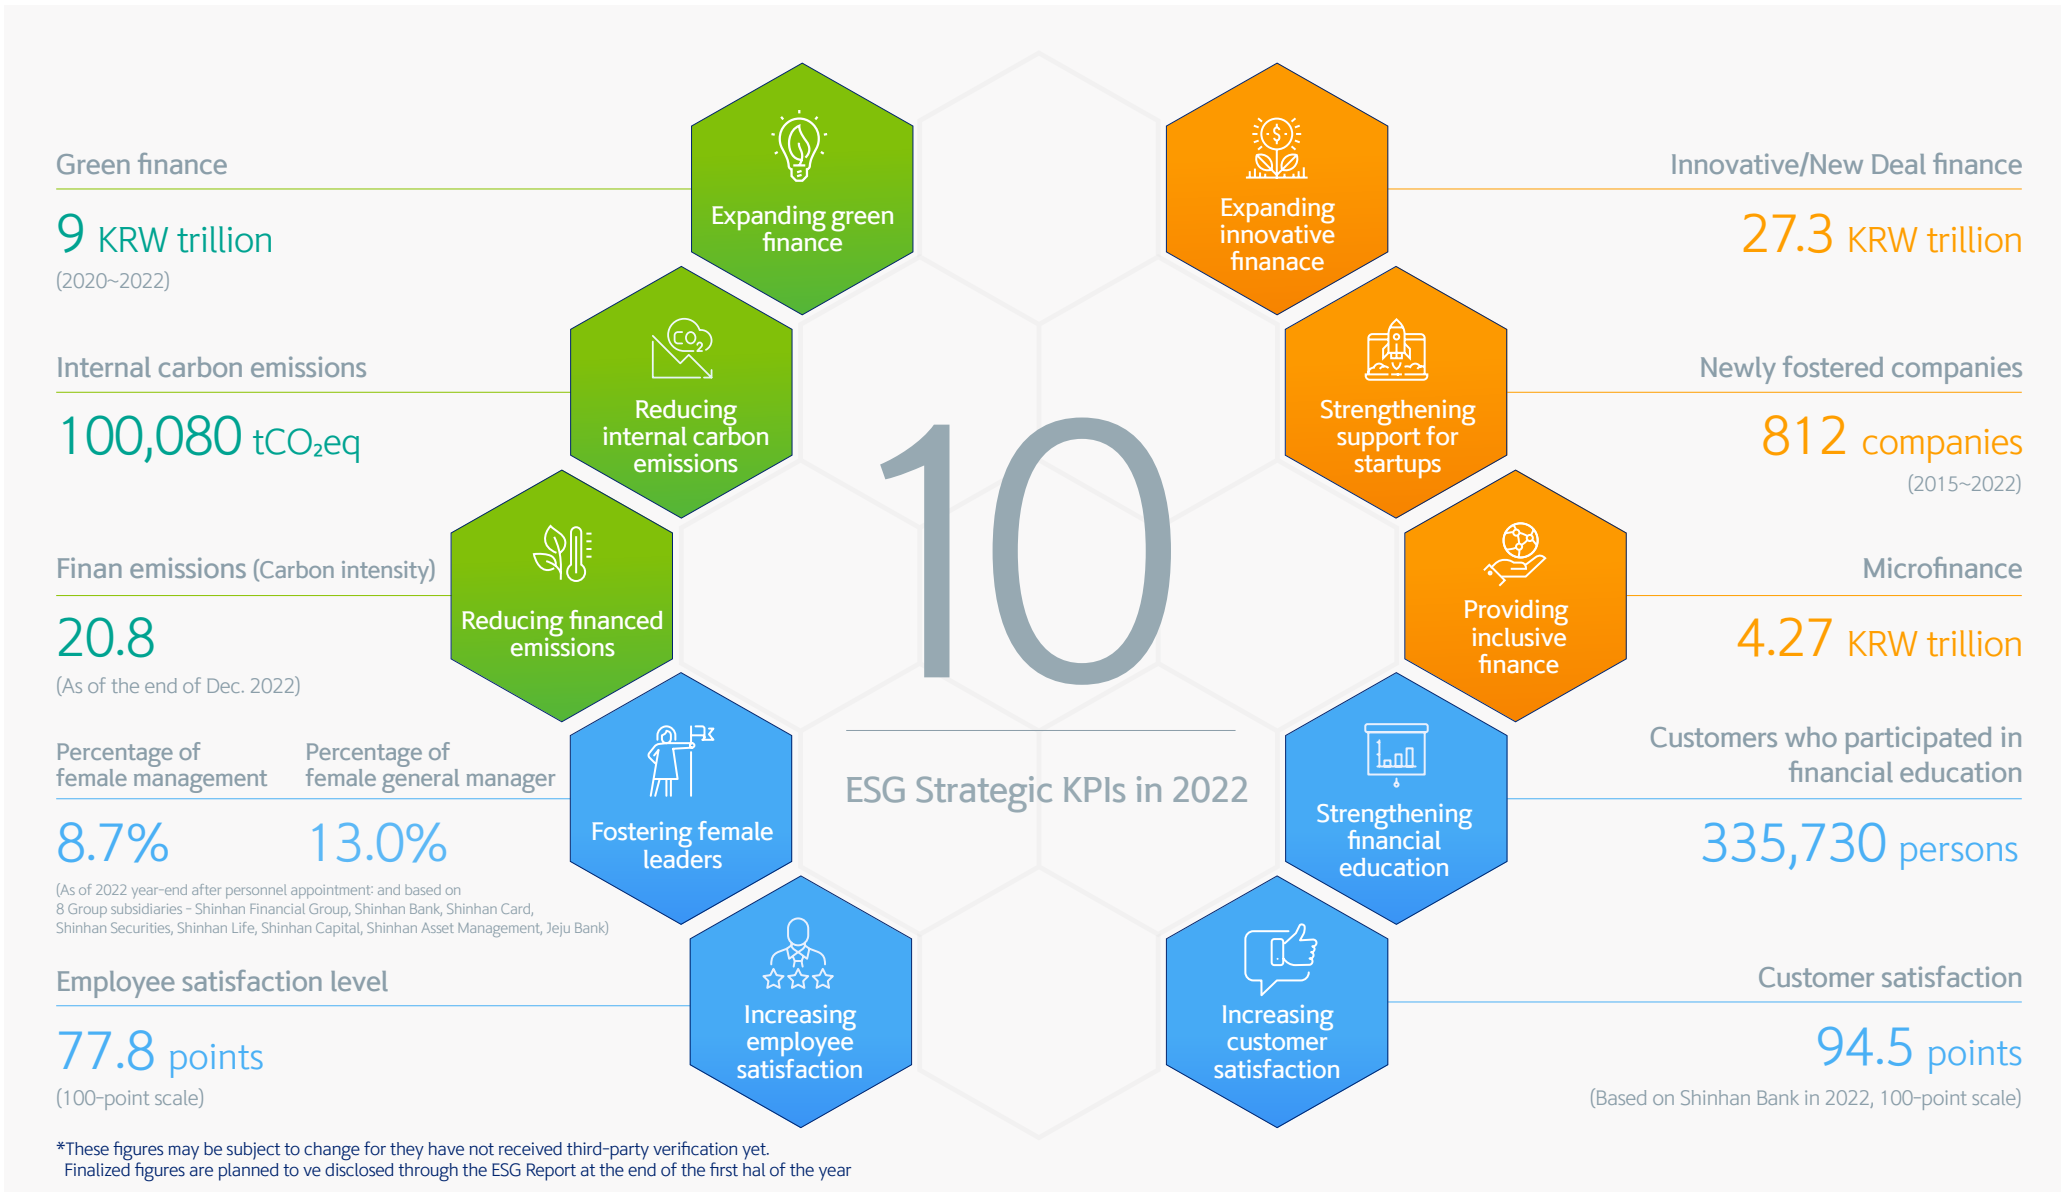 Green finance
9 KRW trillion
(2020~2022)
Expanding green
finance
Internal carbon emissions
100,080 tCO₂eq
CO₂
Reducing
internal carbon
emissions
Finan emissions (Carbon intensity)
20.8
(As of the end of Dec. 2022)
Reducing financed
emissions
Percentage of
female management
8.7%
Percentage of
female general manager
13.0%
(As of 2022 year-end after personnel appointment: and based on
8 Group subsidiaries - Shinhan Financial Group, Shinhan Bank, Shinhan Card,
Shinhan Securities, Shinhan Life, Shinhan Capital, Shinhan Asset Management, Jeju Bank)
Fostering female
leaders
Employee satisfaction level
77.8 points
(100-point scale)
Increasing
employee
satisfaction
10
ESG Strategic KPIs in 2022
$
Expanding
innovative
finanace
Innovative/New Deal finance
27.3 KRW trillion
Strengthening
support for
startups
Newly fostered companies
812 companies
(2015~2022)
Providing
inclusive
finance
Microfinance
4.27 KRW trillion
Strengthening
financial
education
Customers who participated in
financial education
335,730 persons
Increasing
customer
satisfaction
Customer satisfaction
94.5 points
(Based on Shinhan Bank in 2022, 100-point scale)
*These figures may be subject to change for they have not received third-party verification yet.
Finalized figures are planned to ve disclosed through the ESG Report at the end of the first hal of the year